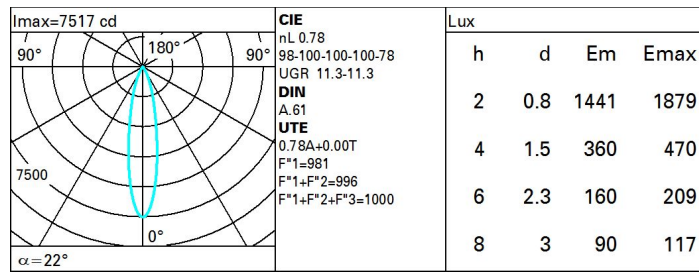 Imax=7517 cd
90° 180° 90°
7500
0°
α=22°
CIE
nL 0.78
98-100-100-100-78
UGR 11.3-11.3
DIN
A.61
UTE
0.78A+0.00T
F"1=981
F"1+F"2=996
F"1+F"2+F"3=1000
Lux
h d Em Emax
2 0.8 1441 1879
4 1.5 360 470
6 2.3 160 209
8 3 90 117